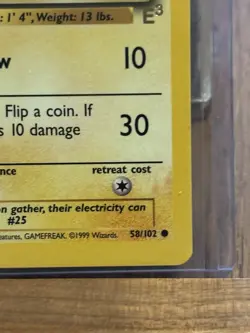 : 1' 4", Weight: 13 lbs.
E3
w 10
Flip a coin. If
s 10 damage 30
nce retreat cost
n gather, their electricity can
#25
eatures, GAMEFREAK. ©1999 Wizards. 58/102 ●